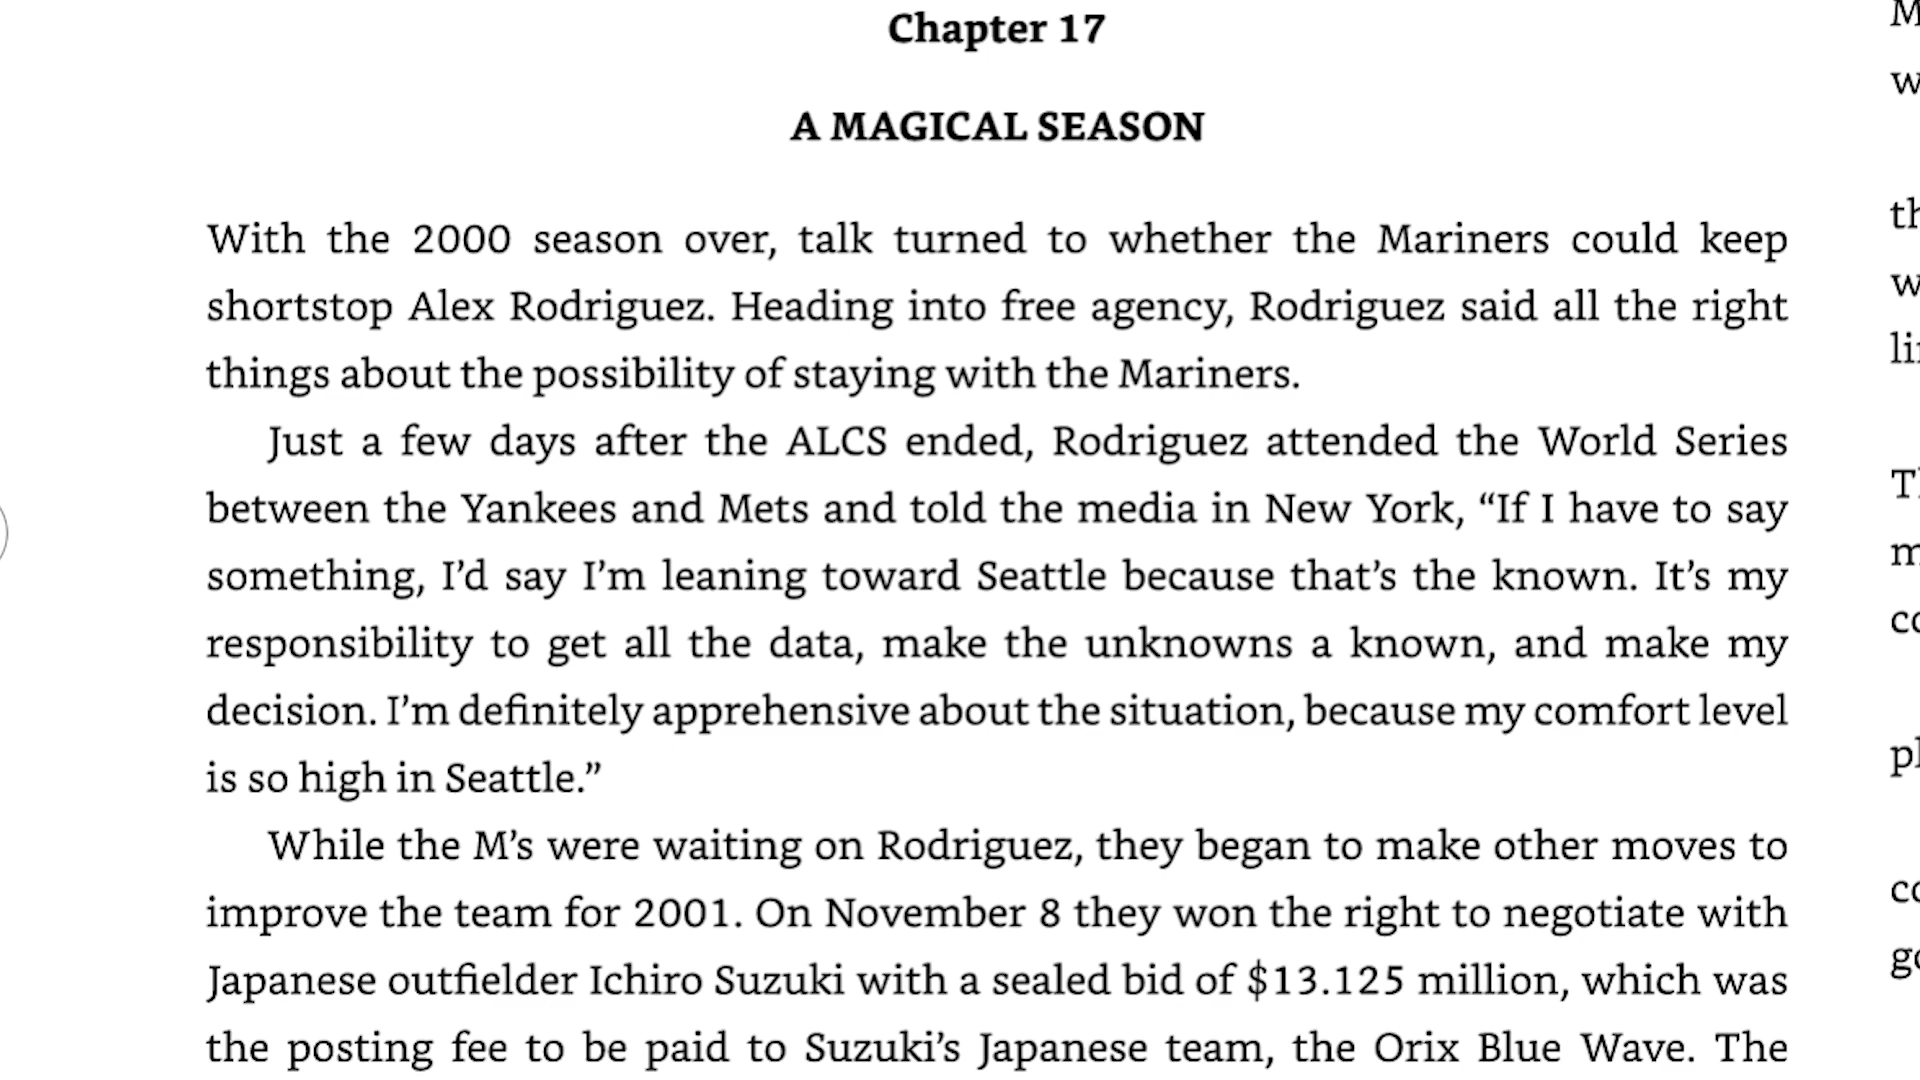 Chapter 17
A MAGICAL SEASON
With the 2000 season over, talk turned to whether the Mariners could keep
shortstop Alex Rodriguez. Heading into free agency, Rodriguez said all the right
things about the possibility of staying with the Mariners.
Just a few days after the ALCS ended, Rodriguez attended the World Series
between the Yankees and Mets and told the media in New York, “If I have to say
something, I’d say I’m leaning toward Seattle because that’s the known. It’s my
responsibility to get all the data, make the unknowns a known, and make my
decision. I’m definitely apprehensive about the situation, because my comfort level
is so high in Seattle.”
While the M’s were waiting on Rodriguez, they began to make other moves to
improve the team for 2001. On November 8 they won the right to negotiate with
Japanese outfielder Ichiro Suzuki with a sealed bid of $13.125 million, which was
the posting fee to be paid to Suzuki’s Japanese team, the Orix Blue Wave. The